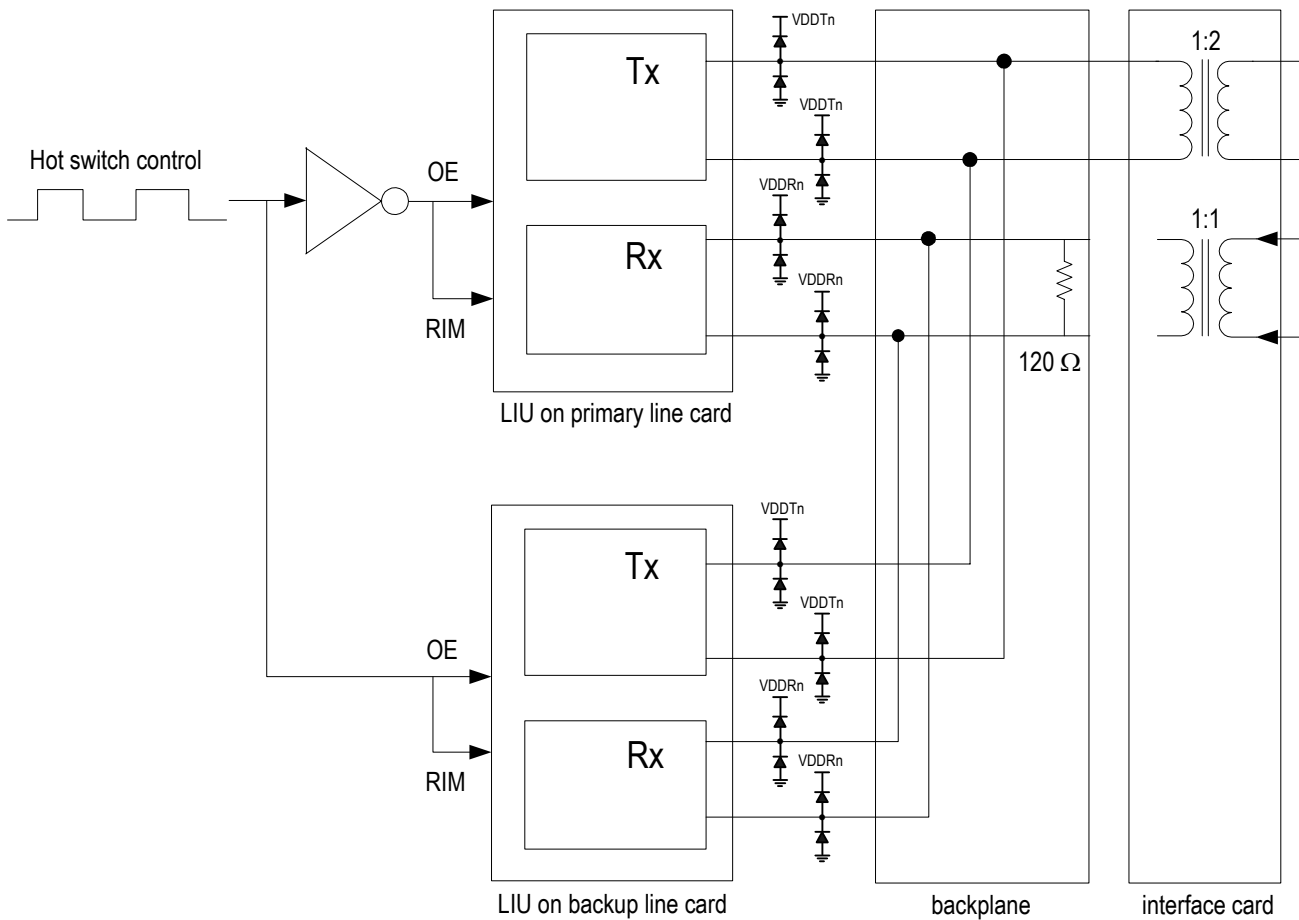 VDDTn
Tx
1:2
VDDTn
Hot switch control
OE
VDDRn
1:1
Rx
VDDRn
RIM
120 Ω
LIU on primary line card
VDDTn
Tx
VDDTn
OE
VDDRn
Rx
VDDRn
RIM
LIU on backup line card
backplane
interface card